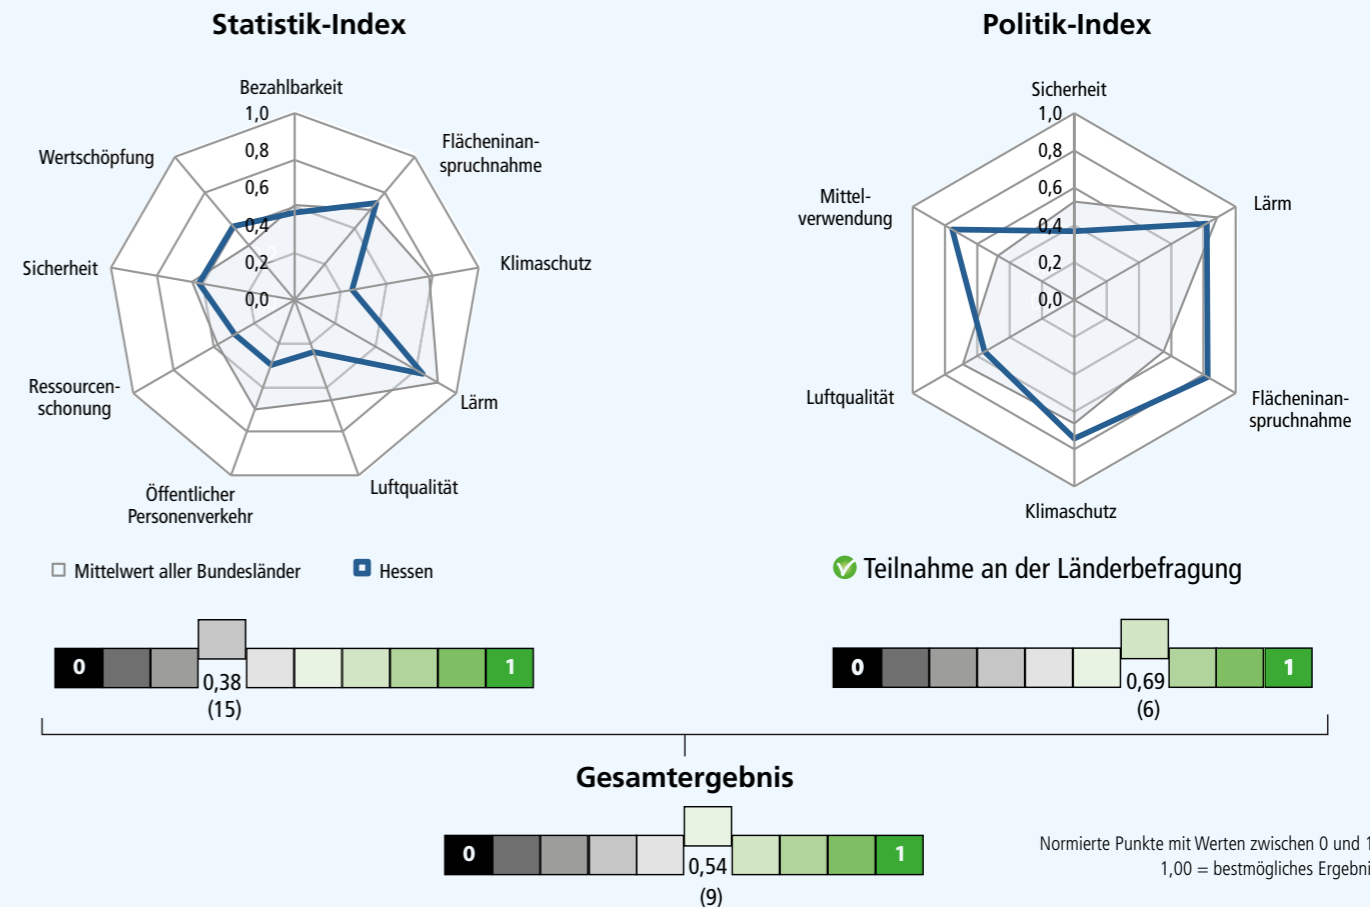 Statistik-Index
Bezahlbarkeit
1,0
0,8
0,6
0,4
0,2
0,0
Flächeninan-
spruchnahme
Klimaschutz
Lärm
Luftqualität
Öffentlicher
Personenverkehr
Ressourcen-
schonung
Sicherheit
Wertschöpfung
Mittelwert aller Bundesländer
Hessen
0
1
0,38
(15)
Politik-Index
Sicherheit
1,0
0,8
0,6
0,4
0,2
0,0
Lärm
Flächeninan-
spruchnahme
Klimaschutz
Luftqualität
Mittel-
verwendung
Teilnahme an der Länderbefragung
0
1
0,69
(6)
Gesamtergebnis
0
1
0,54
(9)
Normierte Punkte mit Werten zwischen 0 und 1
1,00 = bestmögliches Ergebni